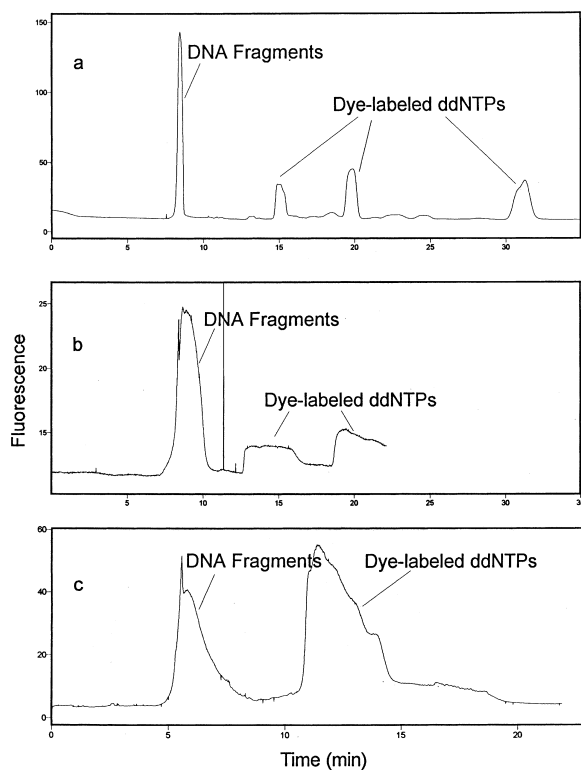 150
a
DNA Fragments
100
Dye-labeled ddNTPs
50
0
0 5 10 15 20 25 30
25
b
DNA Fragments
20
Dye-labeled ddNTPs
15
5 10 15 20 25 30 35
60
c
DNA Fragments
Dye-labeled ddNTPs
40
20
0
0 5 10 15 20
Fluorescence
Time (min)